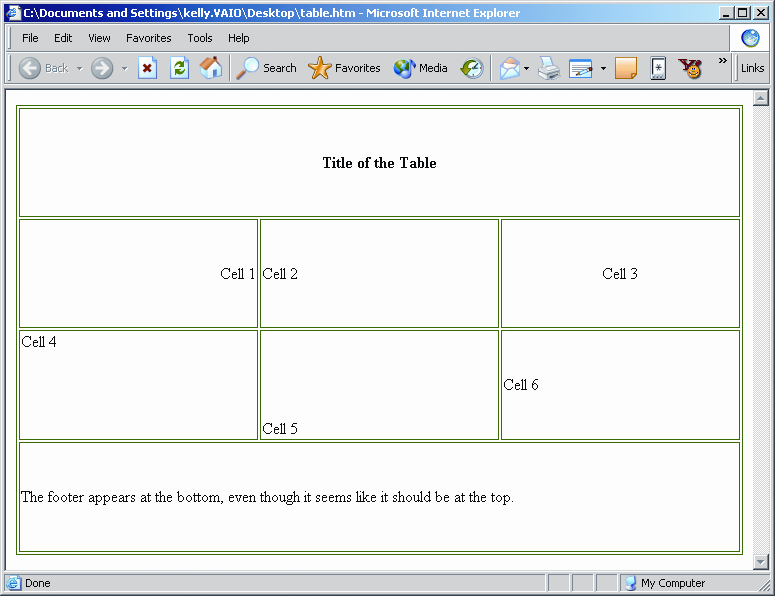 C:\Documents and Settings\kelly.VAIO\Desktop\table.htm - Microsoft Internet Explorer
File Edit View Favorites Tools Help
Back Search Favorites Media » Links
Title of the Table
Cell 1 Cell 2 Cell 3
Cell 4
Cell 6
Cell 5
The footer appears at the bottom, even though it seems like it should be at the top.
Done My Computer